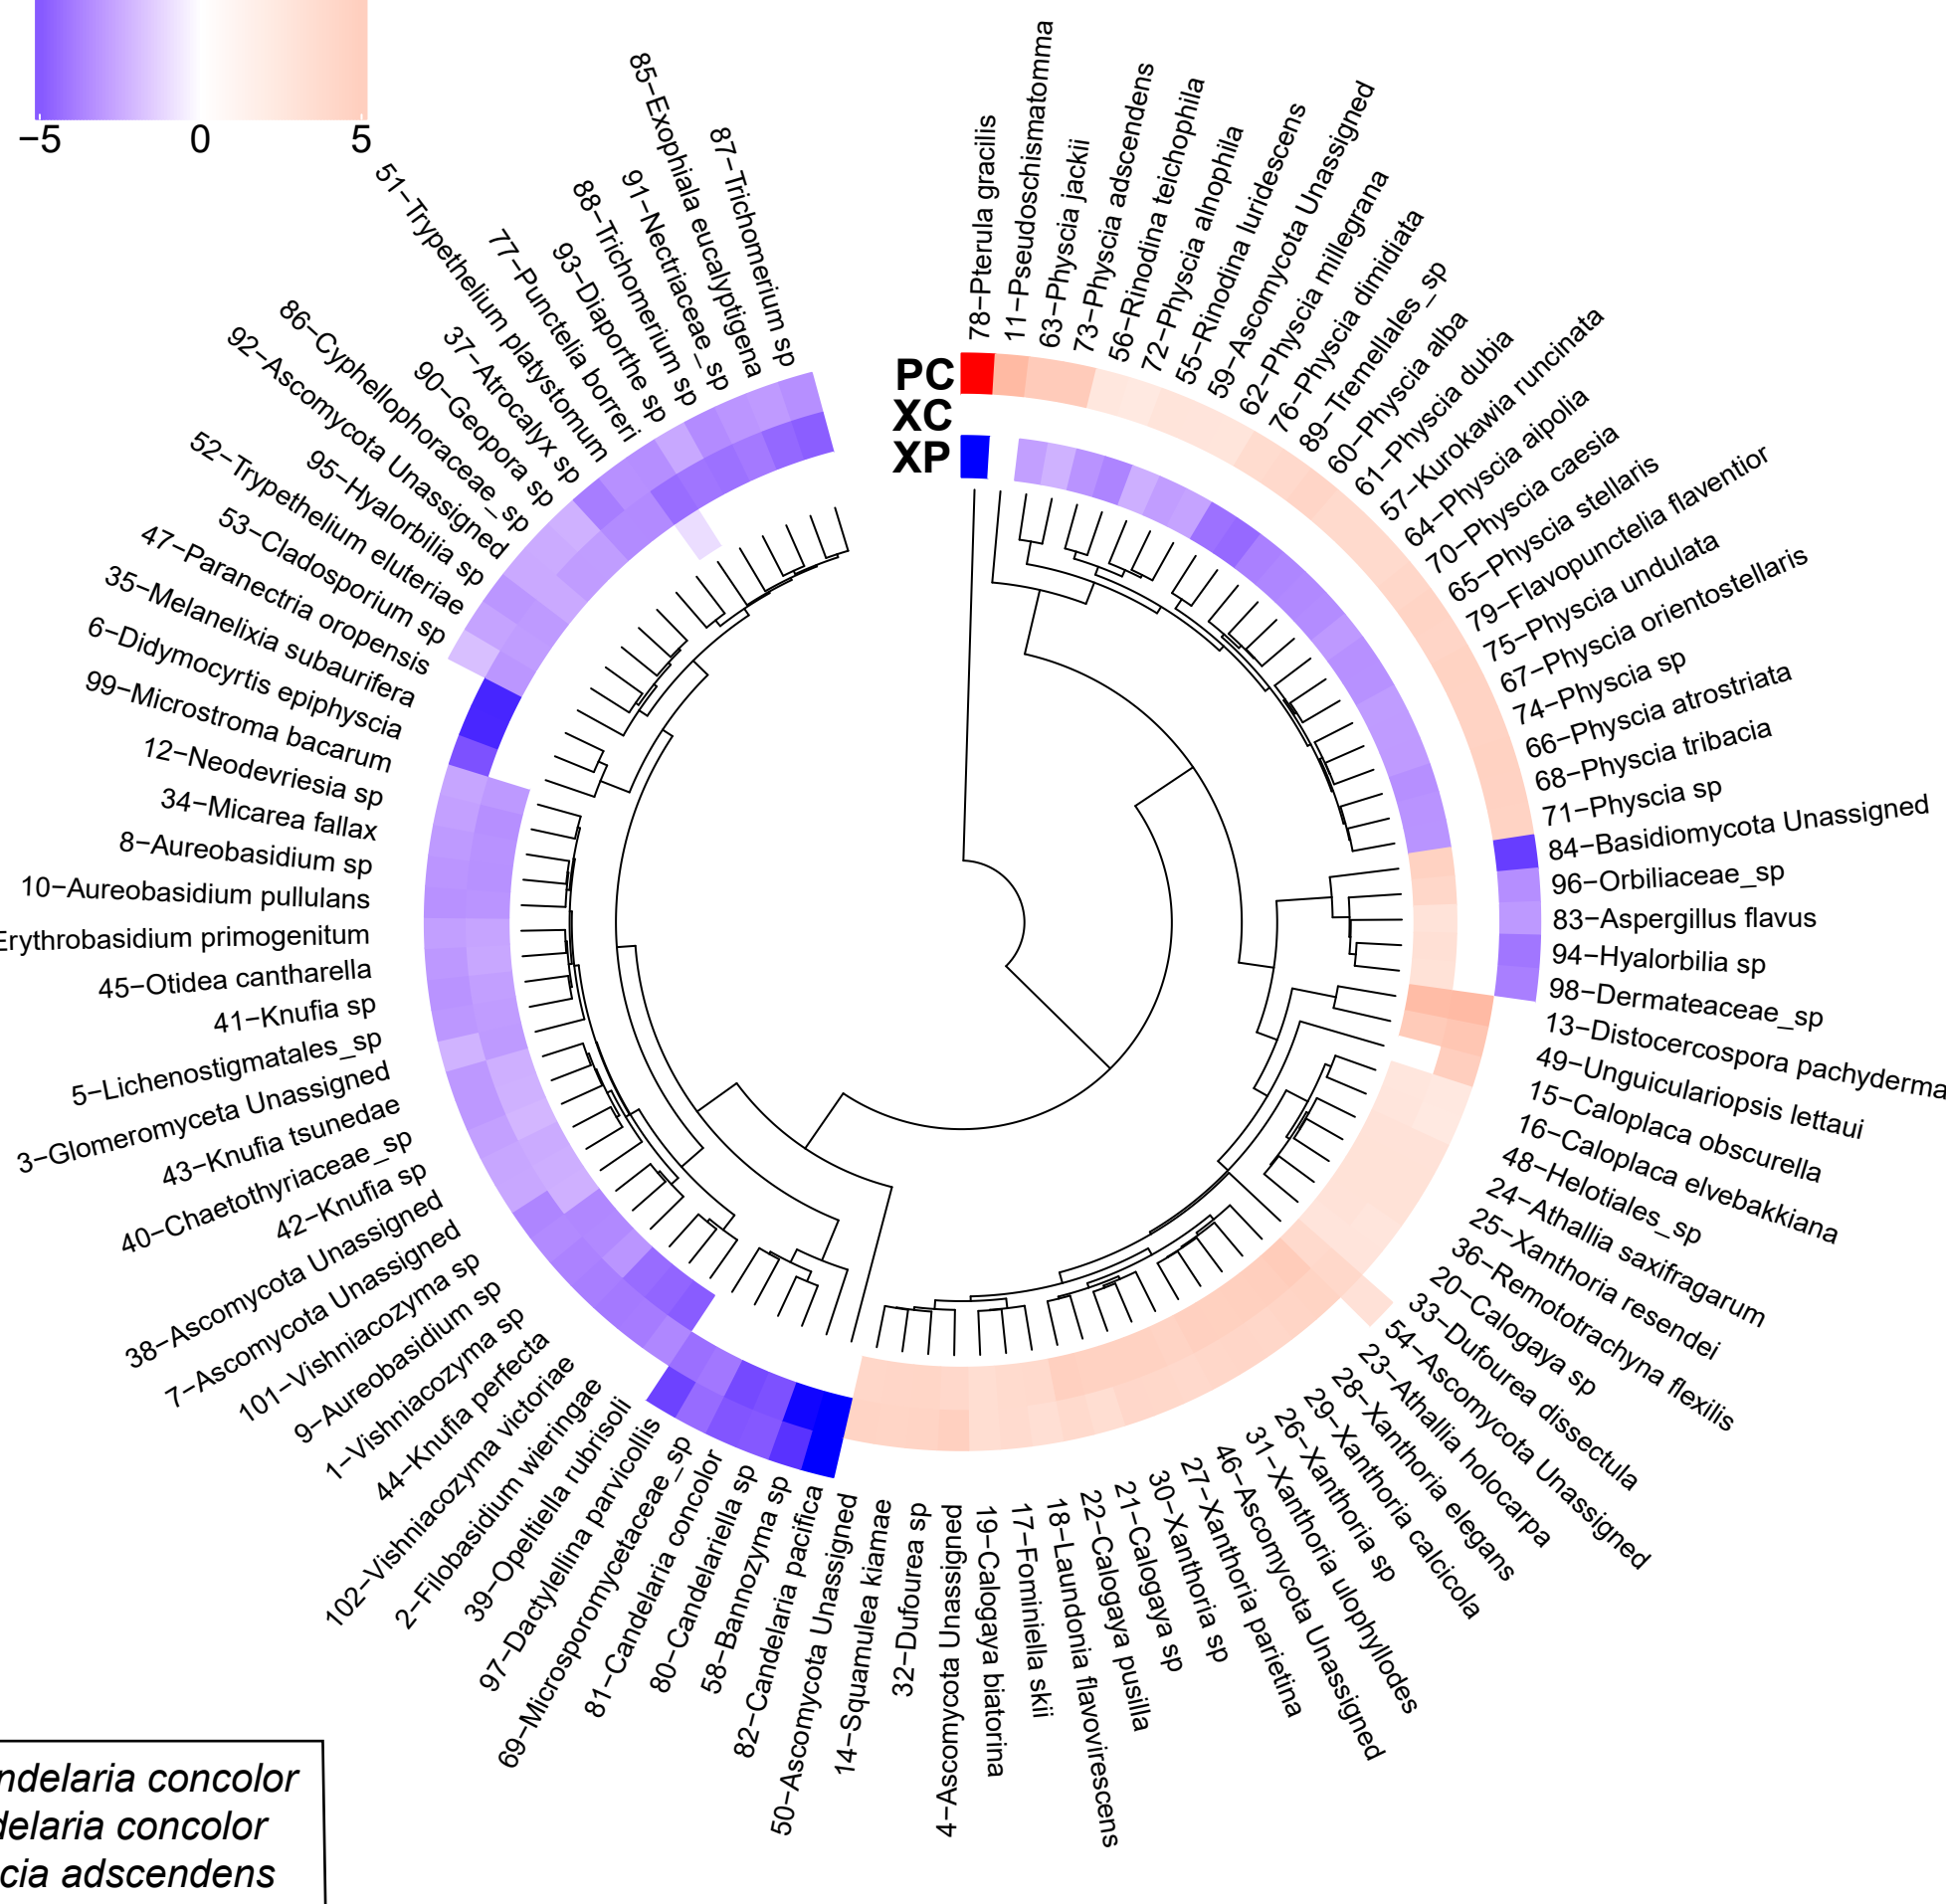 −5 0 5
PC
XC
XP
78−Pterula gracilis
11−Pseudoschismatomma
63−Physcia jackii
73−Physcia adscendens
56−Rinodina teichophila
72−Physcia alnophila
55−Rinodina luridescens
59−Ascomycota Unassigned
62−Physcia millegrana
76−Physcia dimidiata
89−Tremellales_sp
60−Physcia alba
61−Physcia dubia
57−Kurokawia runcinata
64−Physcia aipolia
70−Physcia caesia
65−Physcia stellaris
79−Flavopunctelia flaventior
75−Physcia undulata
67−Physcia orientostellaris
74−Physcia sp
66−Physcia atrostriata
68−Physcia tribacia
71−Physcia sp
84−Basidiomycota Unassigned
96−Orbiliaceae_sp
83−Aspergillus flavus
94−Hyalorbilia sp
98−Dermateaceae_sp
13−Distocercospora pachyderma
49−Unguiculariopsis lettaui
15−Caloplaca obscurella
16−Caloplaca elvebakkiana
48−Helotiales_sp
24−Athallia saxifragarum
25−Xanthoria resendei
36−Remototrachyna flexilis
20−Calogaya sp
33−Dufourea dissectula
54−Ascomycota Unassigned
23−Athallia holocarpa
28−Xanthoria elegans
29−Xanthoria calcicola
26−Xanthoria sp
31−Xanthoria ulophyllodes
46−Ascomycota Unassigned
27−Xanthoria parietina
30−Xanthoria sp
21−Calogaya sp
22−Calogaya pusilla
18−Laundonia flavovirescens
17−Fominiella skii
19−Calogaya biatorina
4−Ascomycota Unassigned
32−Dufourea sp
14−Squamulea kiamae
50−Ascomycota Unassigned
82−Candelaria pacifica
58−Bannozyma sp
80−Candelariella sp
81−Candelaria concolor
69−Microsporomycetaceae_sp
97−Dactylellina parvicollis
39−Opeltiella rubrisoli
2−Filobasidium wieringae
102−Vishniacozyma victoriae
44−Knufia perfecta
1−Vishniacozyma sp
9−Aureobasidium sp
101−Vishniacozyma sp
7−Ascomycota Unassigned
38−Ascomycota Unassigned
42−Knufia sp
40−Chaetothyriaceae_sp
43−Knufia tsunedae
3−Glomeromyceta Unassigned
5−Lichenostigmatales_sp
41−Knufia sp
45−Otidea cantharella
Erythrobasidium primogenitum
10−Aureobasidium pullulans
8−Aureobasidium sp
34−Micarea fallax
12−Neodevriesia sp
99−Microstroma bacarum
6−Didymocyrtis epiphyscia
35−Melanelixia subaurifera
47−Paranectria oropensis
53−Cladosporium sp
52−Trypethelium eluteriae
95−Hyalorbilia sp
92−Ascomycota Unassigned
86−Cyphellophoraceae_sp
90−Geopora sp
37−Atrocalyx sp
51−Trypethelium platystomum
77−Punctelia borreri
93−Diaporthe sp
88−Trichomerium sp
91−Nectriaceae_sp
85−Exophiala eucalyptigena
87−Trichomerium sp
ndelaria concolor
delaria concolor
cia adscendens